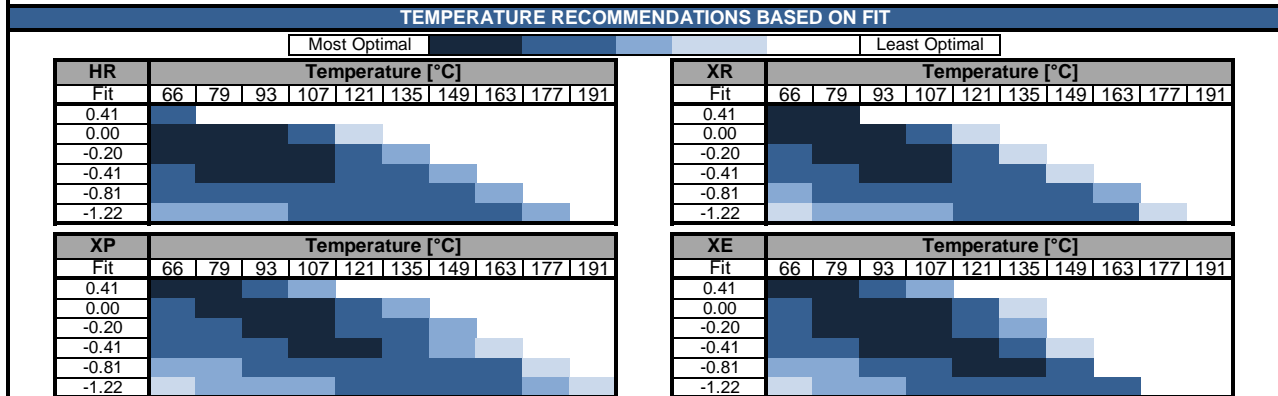 TEMPERATURE RECOMMENDATIONS BASED ON FIT
Most Optimal Least Optimal
HR Temperature [°C]
Fit 66 79 93 107 121 135 149 163 177 191
0.41
0.00
-0.20
-0.41
-0.81
-1.22
XR Temperature [°C]
Fit 66 79 93 107 121 135 149 163 177 191
0.41
0.00
-0.20
-0.41
-0.81
-1.22
XP Temperature [°C]
Fit 66 79 93 107 121 135 149 163 177 191
0.41
0.00
-0.20
-0.41
-0.81
-1.22
XE Temperature [°C]
Fit 66 79 93 107 121 135 149 163 177 191
0.41
0.00
-0.20
-0.41
-0.81
-1.22